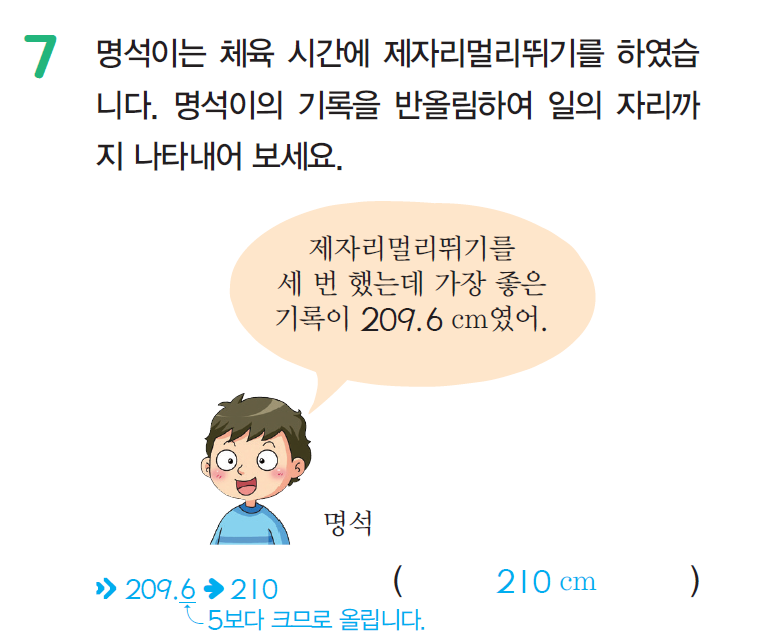 7 명석이는 체육 시간에 제자리멀리뛰기를 하였습
니다. 명석이의 기록을 반올림하여 일의 자리까
지 나타내어 보세요.
제자리멀리뛰기를
세 번 했는데 가장 좋은
기록이 209.6 cm였어.
명석
( 210 cm )
209.6 → 210
5보다 크므로 올립니다.